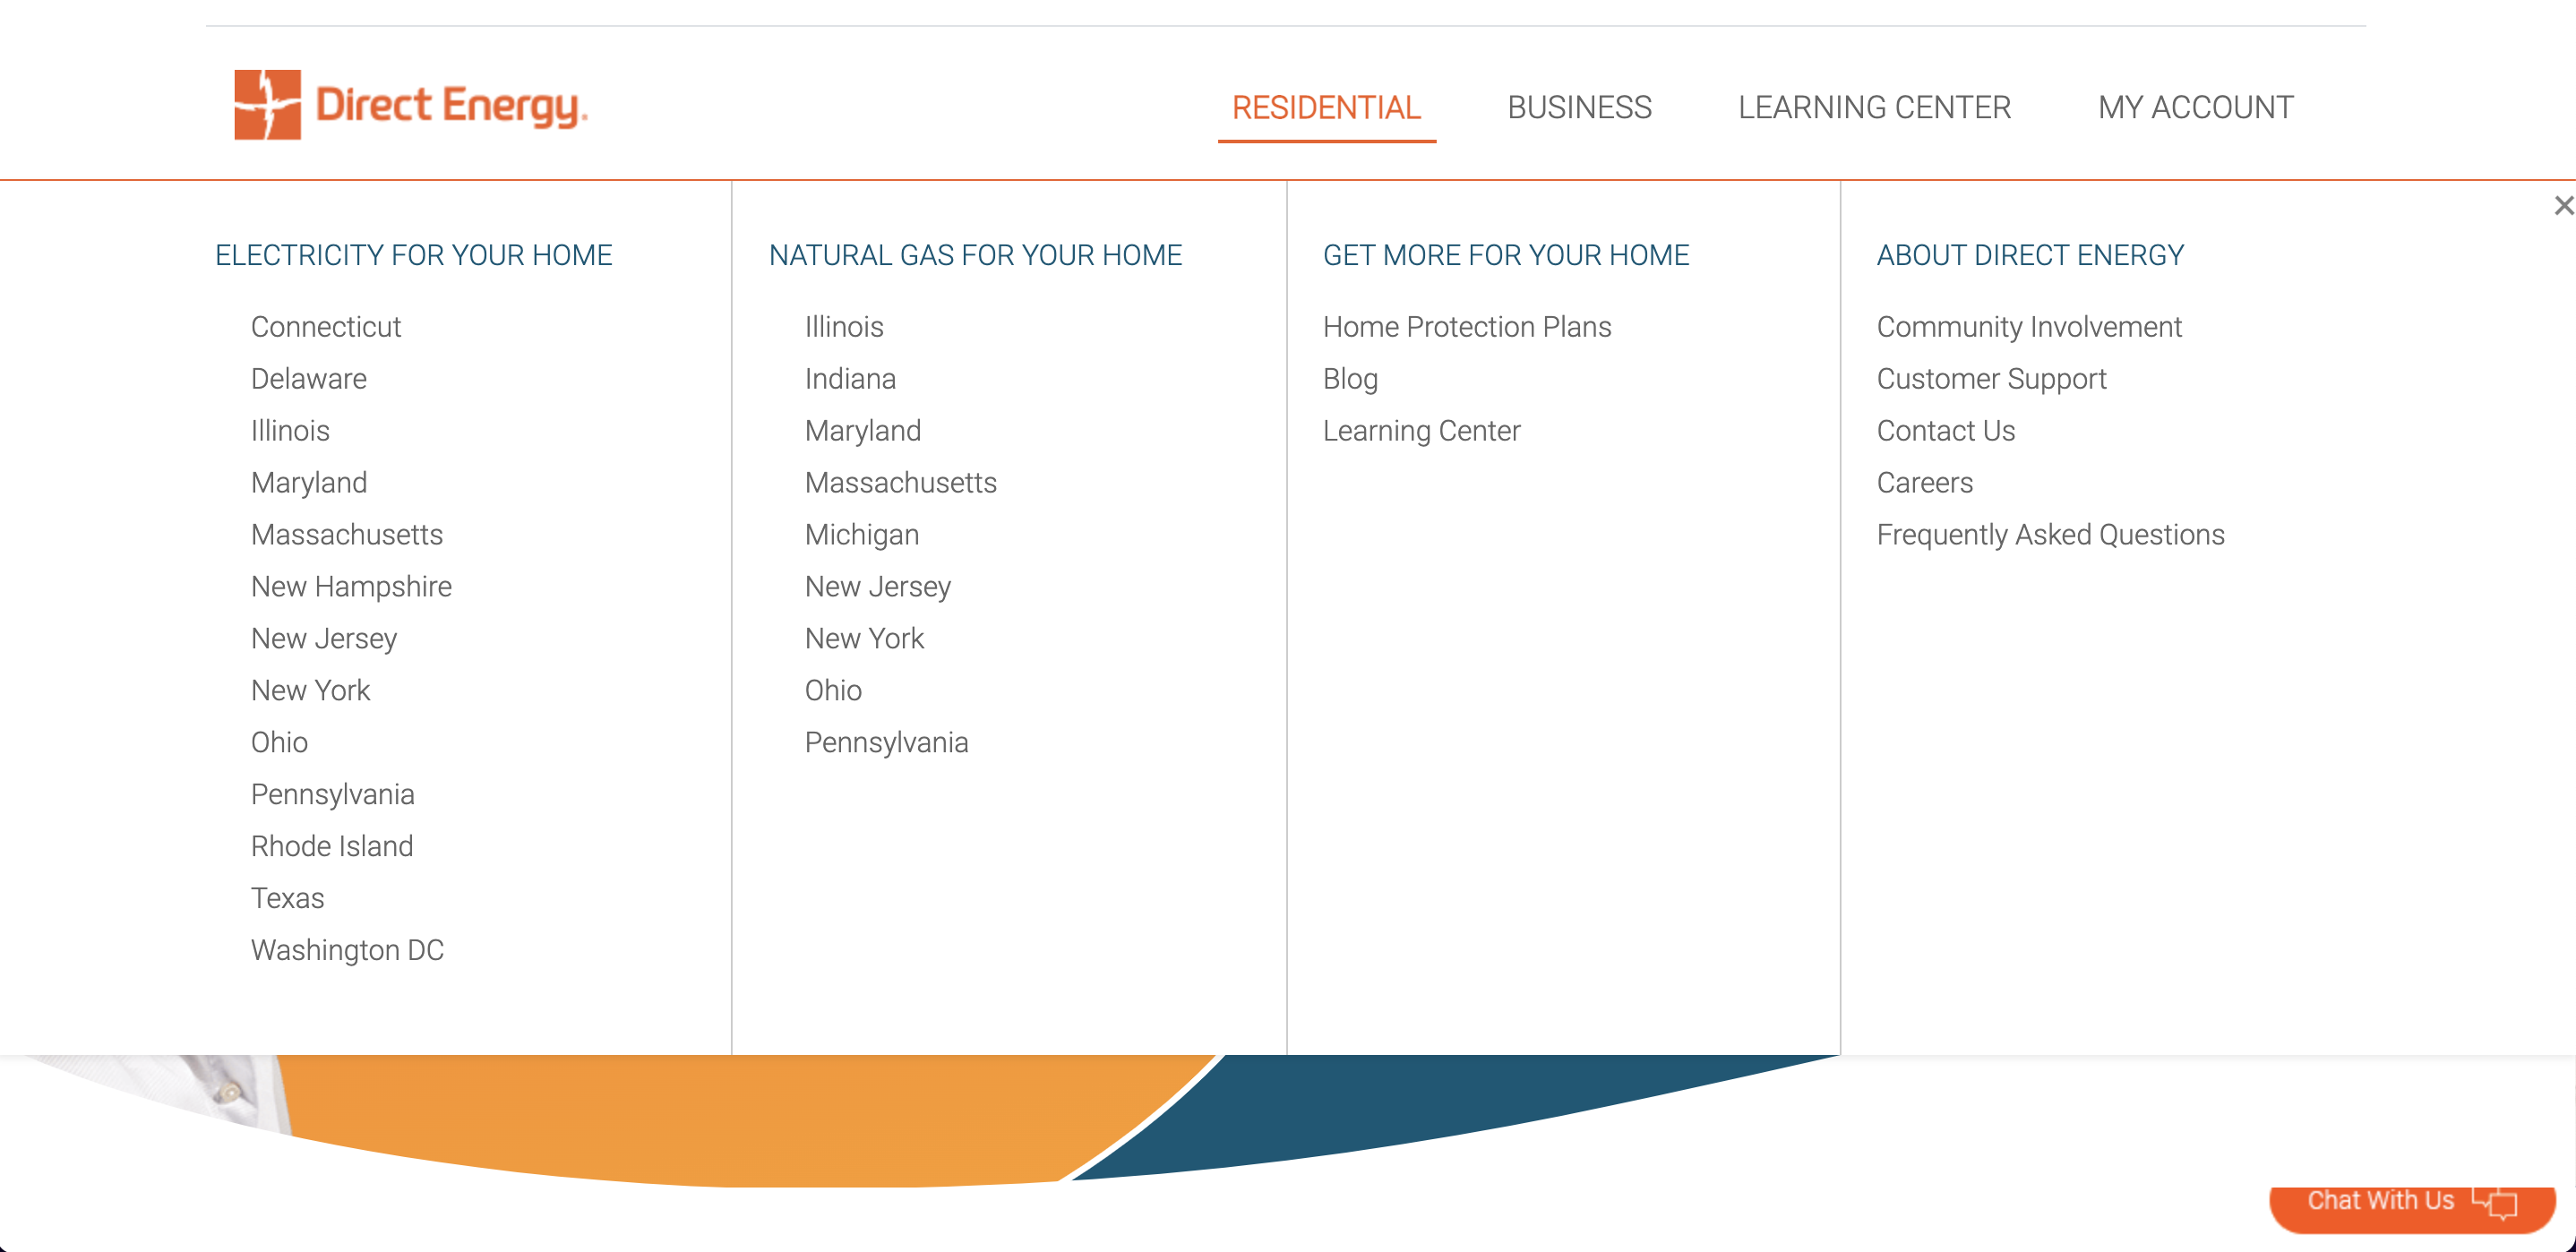 Direct Energy.
RESIDENTIAL
BUSINESS
LEARNING CENTER
MY ACCOUNT
ELECTRICITY FOR YOUR HOME
Connecticut
Delaware
Illinois
Maryland
Massachusetts
New Hampshire
New Jersey
New York
Ohio
Pennsylvania
Rhode Island
Texas
Washington DC
NATURAL GAS FOR YOUR HOME
Illinois
Indiana
Maryland
Massachusetts
Michigan
New Jersey
New York
Ohio
Pennsylvania
GET MORE FOR YOUR HOME
Home Protection Plans
Blog
Learning Center
ABOUT DIRECT ENERGY
Community Involvement
Customer Support
Contact Us
Careers
Frequently Asked Questions
Chat With Us